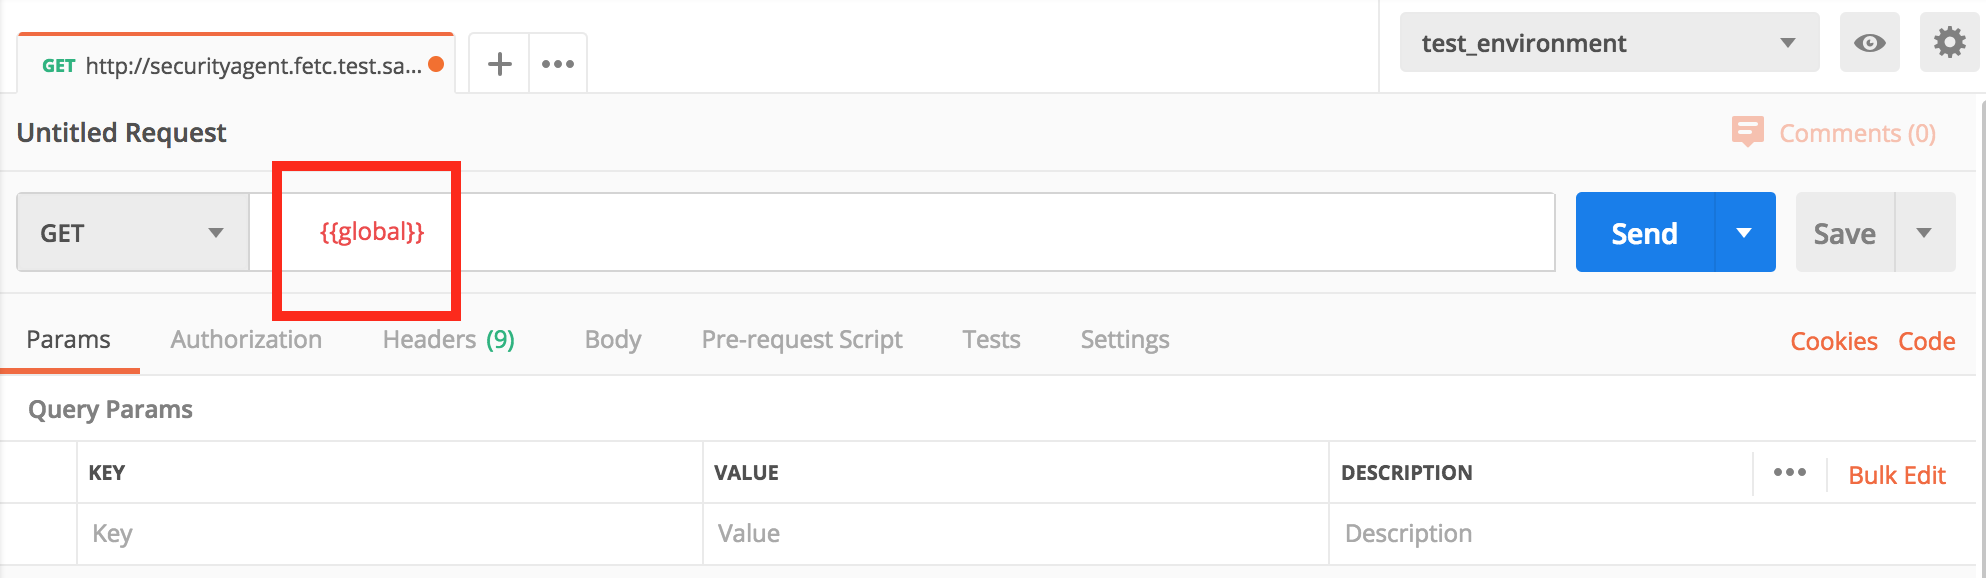 GET http://securityagent.fetc.test.sa...
test_environment
Untitled Request
Comments (0)
GET
{{global}}
Send
Save
Params Authorization Headers (9) Body Pre-request Script Tests Settings
Cookies Code
Query Params
KEY VALUE DESCRIPTION Bulk Edit
Key Value Description